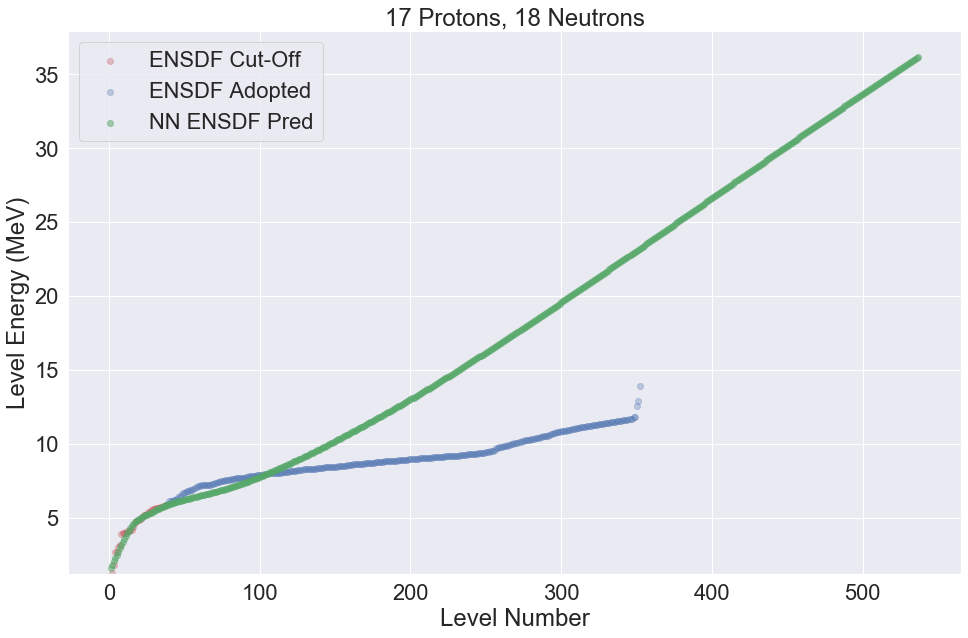 17 Protons, 18 Neutrons
ENSDF Cut-Off
ENSDF Adopted
NN ENSDF Pred
Level Energy (MeV)
35
30
25
20
15
10
5
0 100 200 300 400 500
Level Number